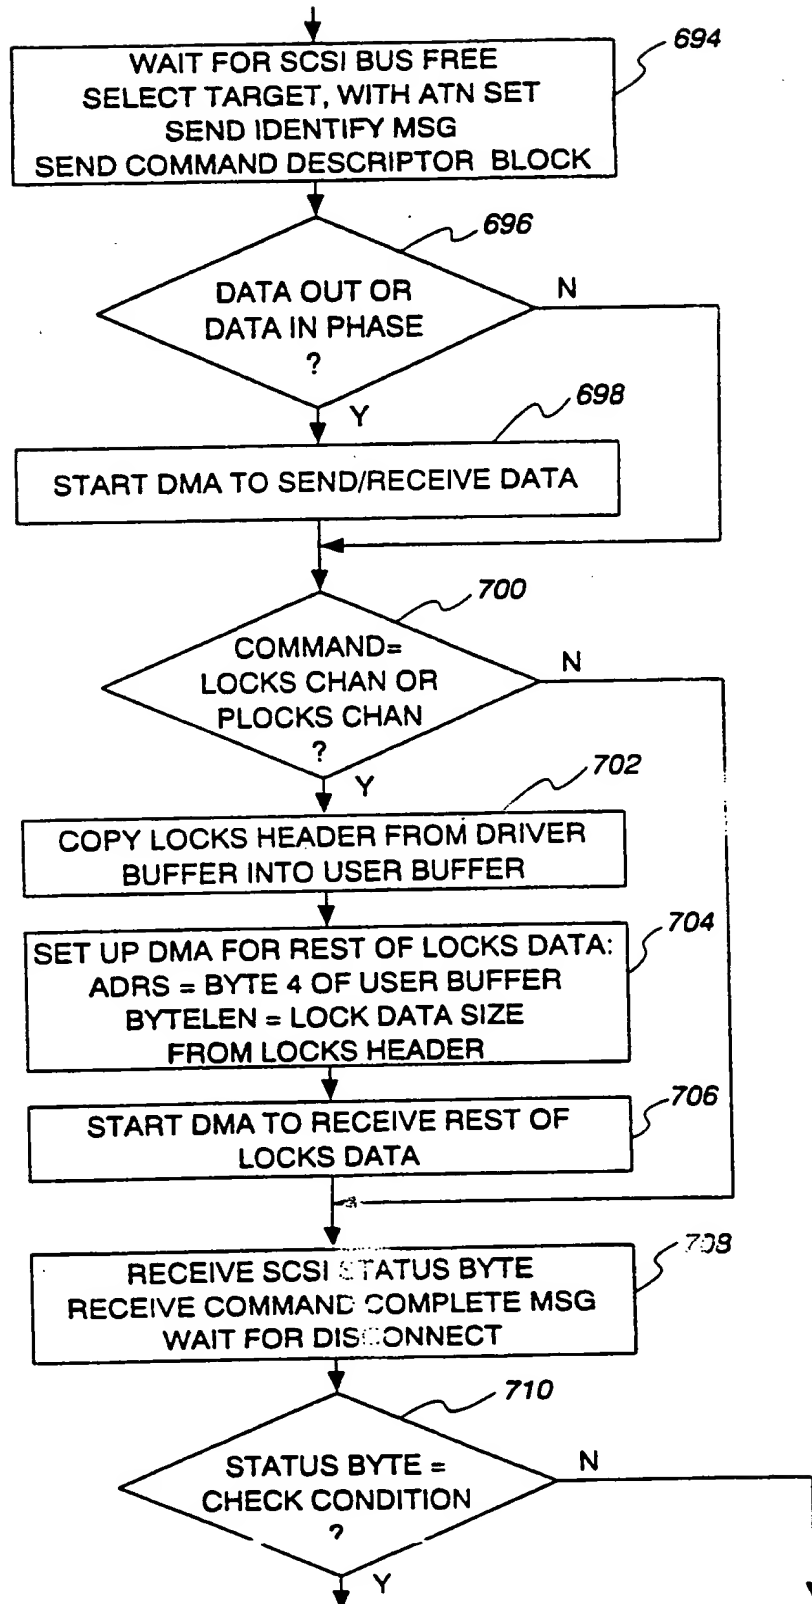 694
WAIT FOR SCSI BUS FREE
SELECT TARGET, WITH ATN SET
SEND IDENTIFY MSG
SEND COMMAND DESCRIPTOR BLOCK
696
DATA OUT OR
DATA IN PHASE
?
N
Y
698
START DMA TO SEND/RECEIVE DATA
700
COMMAND=
LOCKS CHAN OR
PLOCKS CHAN
?
N
Y
702
COPY LOCKS HEADER FROM DRIVER
BUFFER INTO USER BUFFER
704
SET UP DMA FOR REST OF LOCKS DATA:
ADRS = BYTE 4 OF USER BUFFER
BYTELEN = LOCK DATA SIZE
FROM LOCKS HEADER
706
START DMA TO RECEIVE REST OF
LOCKS DATA
708
RECEIVE SCSI STATUS BYTE
RECEIVE COMMAND COMPLETE MSG
WAIT FOR DISCONNECT
710
STATUS BYTE =
CHECK CONDITION
?
N
Y